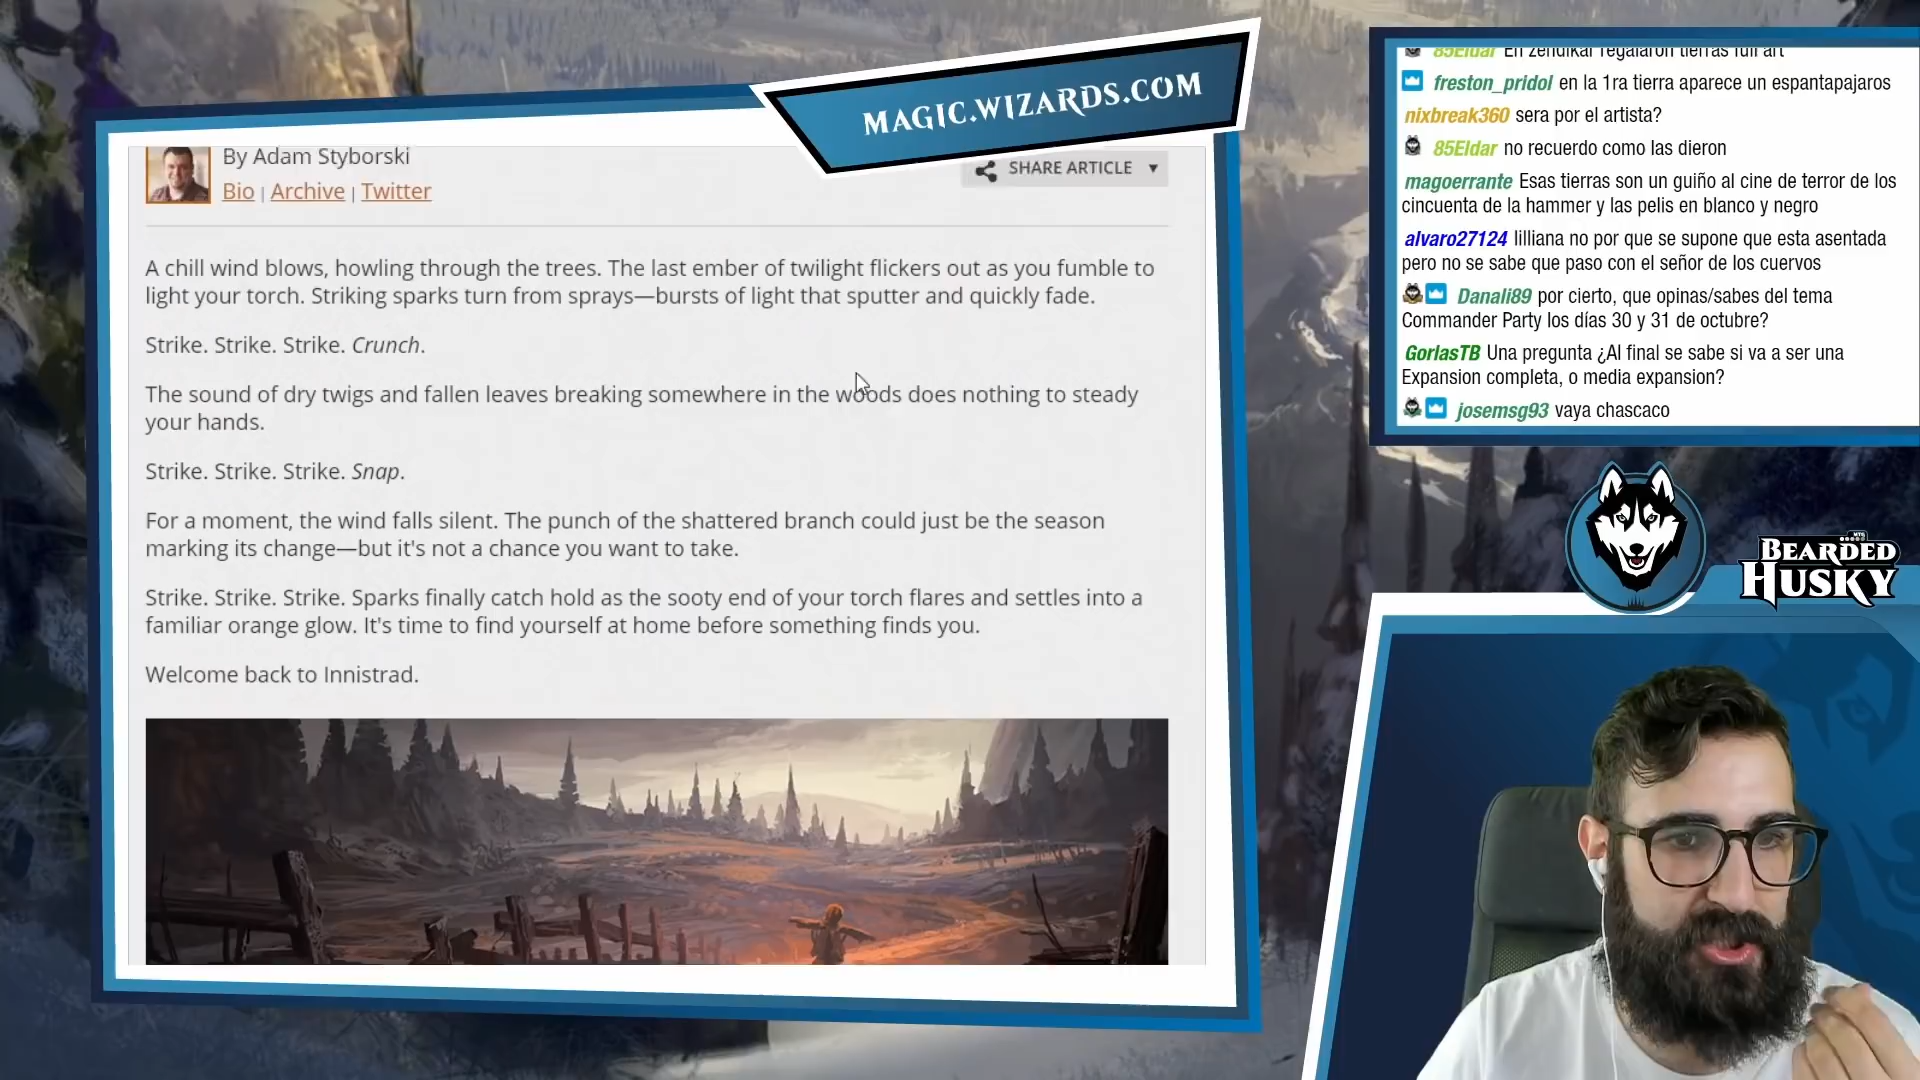 MAGIC.WIZARDS.COM
By Adam Styborski
Bio | Archive | Twitter
SHARE ARTICLE
A chill wind blows, howling through the trees. The last ember of twilight flickers out as you fumble to
light your torch. Striking sparks turn from sprays—bursts of light that sputter and quickly fade.
Strike. Strike. Strike. Crunch.
The sound of dry twigs and fallen leaves breaking somewhere in the woods does nothing to steady
your hands.
Strike. Strike. Strike. Snap.
For a moment, the wind falls silent. The punch of the shattered branch could just be the season
marking its change—but it's not a chance you want to take.
Strike. Strike. Strike. Sparks finally catch hold as the sooty end of your torch flares and settles into a
familiar orange glow. It's time to find yourself at home before something finds you.
Welcome back to Innistrad.
85Eldar En zendikar regalaron tierras full art
freston_pridol en la 1ra tierra aparece un espantapajaros
nixbreak360 sera por el artista?
85Eldar no recuerdo como las dieron
magoerrante Esas tierras son un guiño al cine de terror de los
cincuenta de la hammer y las pelis en blanco y negro
alvaro27124 lilliana no por que se supone que esta asentada
pero no se sabe que paso con el señor de los cuervos
Danali89 por cierto, que opinas/sabes del tema
Commander Party los días 30 y 31 de octubre?
GorlasTB Una pregunta ¿Al final se sabe si va a ser una
Expansion completa, o media expansion?
josemsg93 vaya chascaco
BEARDED
HUSKY